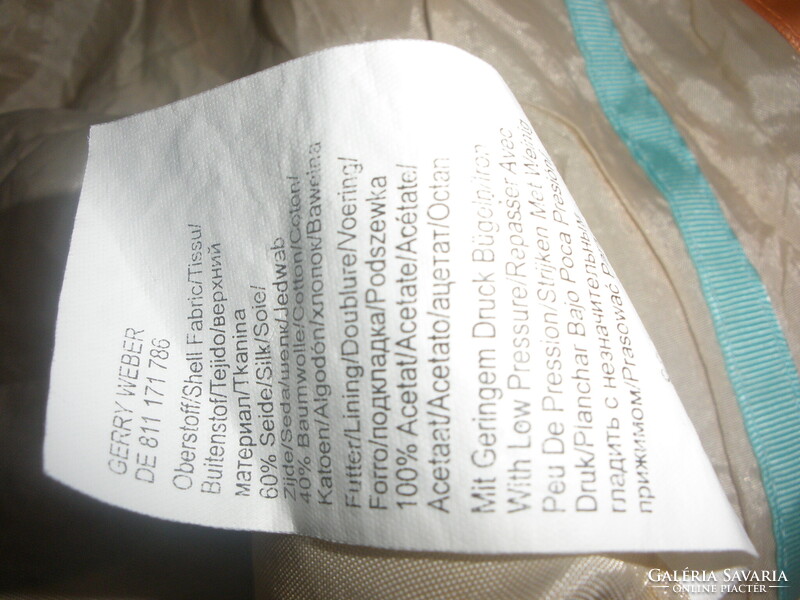 GERRY WEBER
DE 811 171 786
Oberstoff/Shell Fabric/Tissu/
Buitenstof/Tejido/верхний
материал/Tkanina
60% Seide/Silk/Soie/
Zijde/Seda/шелк/Jedwab
40% Baumwolle/Cotton/Coton/
Katoen/Algodón/хлопок/Bawełna
Futter/Lining/Doublure/Voering/
Forro/подкладка/Podszewka
100% Acetat/Acetate/Acétate/
Acetaat/Acetato/ацетат/Octan
Mit Geringem Druck Bügeln/Iron
With Low Pressure/Repasser Avec
Peu De Pression/Strijken Met Weinig
Druk/Planchar Bajo Poca Presión/
гладить с незначительным
прижимом/Prasować
GALÉRIA SAVARIA
ONLINE PIACTÉR